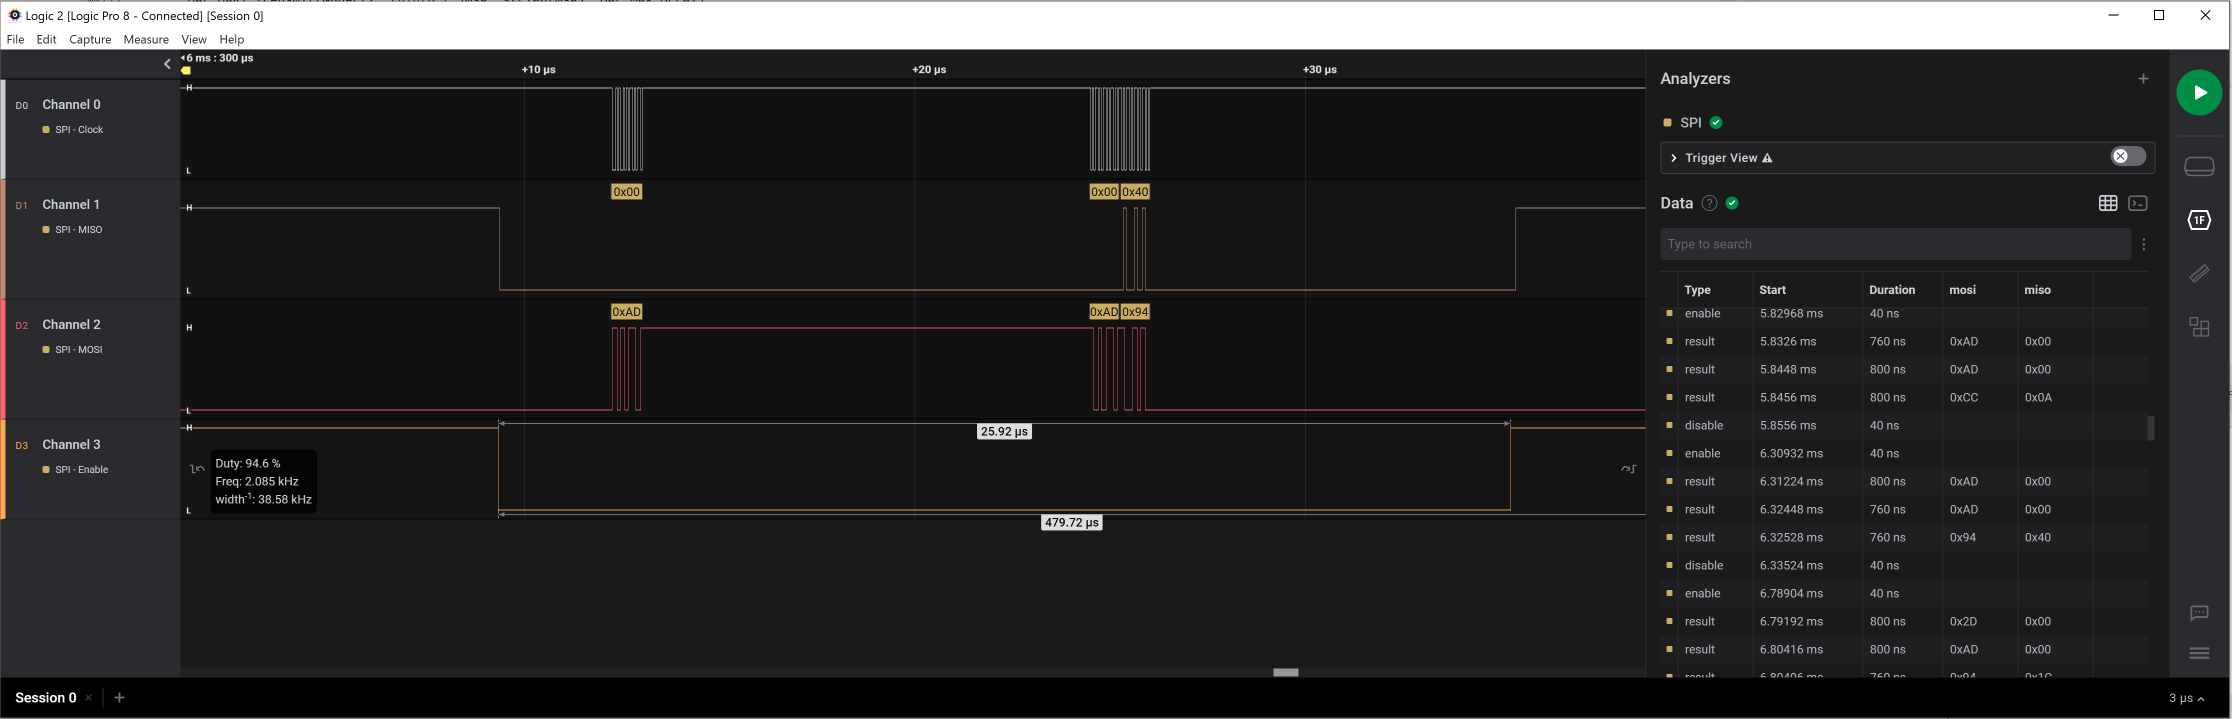 Logic 2 [Logic Pro 8 - Connected] [Session 0]
File Edit Capture Measure View Help
6 ms : 300 µs
+10 µs +20 µs +30 µs
D0 Channel 0
SPI - Clock
H
L
D1 Channel 1
SPI - MISO
H
L
0x00 0x00 0x40
D2 Channel 2
SPI - MOSI
H
L
0xAD 0xAD 0x94
D3 Channel 3
SPI - Enable
H
L
25.92 µs
Duty: 94.6 %
Freq: 2.085 kHz
width-1: 38.58 kHz
479.72 µs
Analyzers
SPI
Trigger View
Data
Type to search
Type Start Duration mosi miso
enable 5.82968 ms 40 ns
result 5.8326 ms 760 ns 0xAD 0x00
result 5.8448 ms 800 ns 0xAD 0x00
result 5.8456 ms 800 ns 0xCC 0x0A
disable 5.8556 ms 40 ns
enable 6.30932 ms 40 ns
result 6.31224 ms 800 ns 0xAD 0x00
result 6.32448 ms 760 ns 0xAD 0x00
result 6.32528 ms 760 ns 0x94 0x40
disable 6.33524 ms 40 ns
enable 6.78904 ms 40 ns
result 6.79192 ms 800 ns 0x2D 0x00
result 6.80416 ms 800 ns 0xAD 0x00
result 6.80496 ms 760 ns 0x94 0x1C
1F
Session 0
3 µs